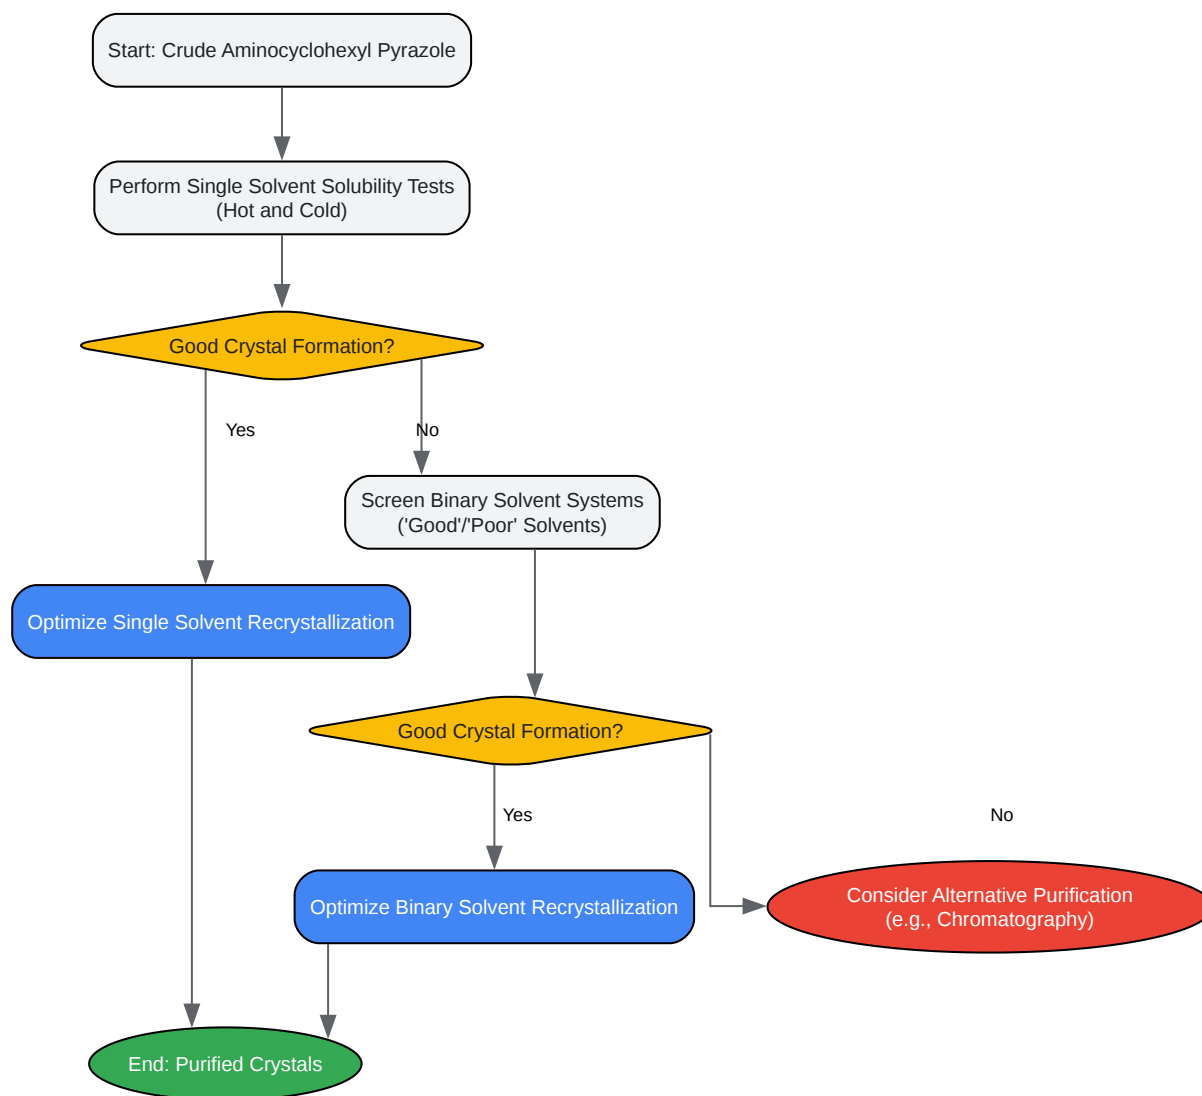 Start: Crude Aminocyclohexyl Pyrazole
Perform Single Solvent Solubility Tests
(Hot and Cold)
Good Crystal Formation?
Yes
No
Screen Binary Solvent Systems
('Good'/'Poor' Solvents)
Optimize Single Solvent Recrystallization
Good Crystal Formation?
Yes
No
Optimize Binary Solvent Recrystallization
Consider Alternative Purification
(e.g., Chromatography)
End: Purified Crystals